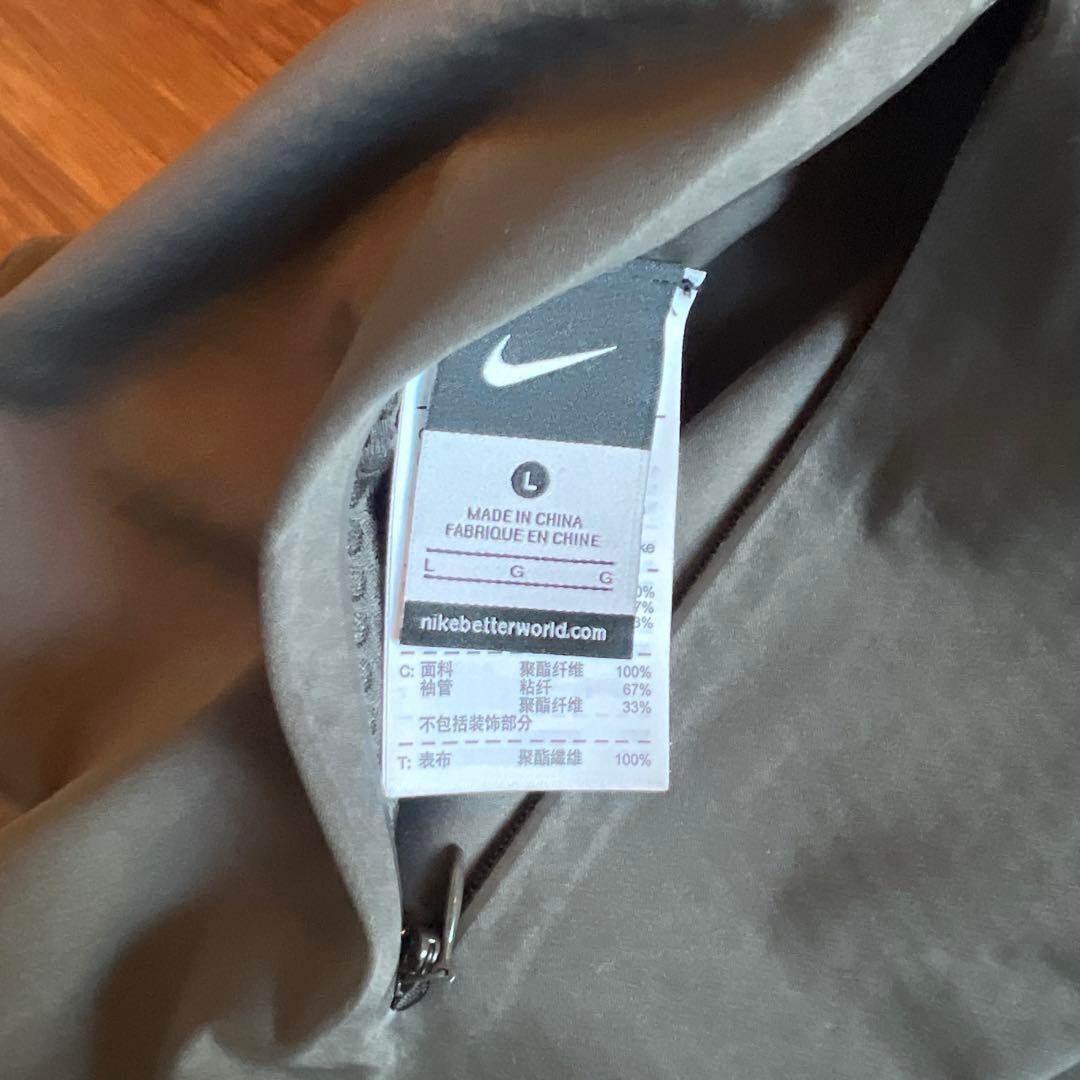 L
MADE IN CHINA
FABRIQUE EN CHINE
L G G
nikebetterworld.com
C: 面料 聚酯纤维 100%
袖管 粘纤 67%
聚酯纤维 33%
不包括装饰部分
T: 表布 聚酯纖維 100%